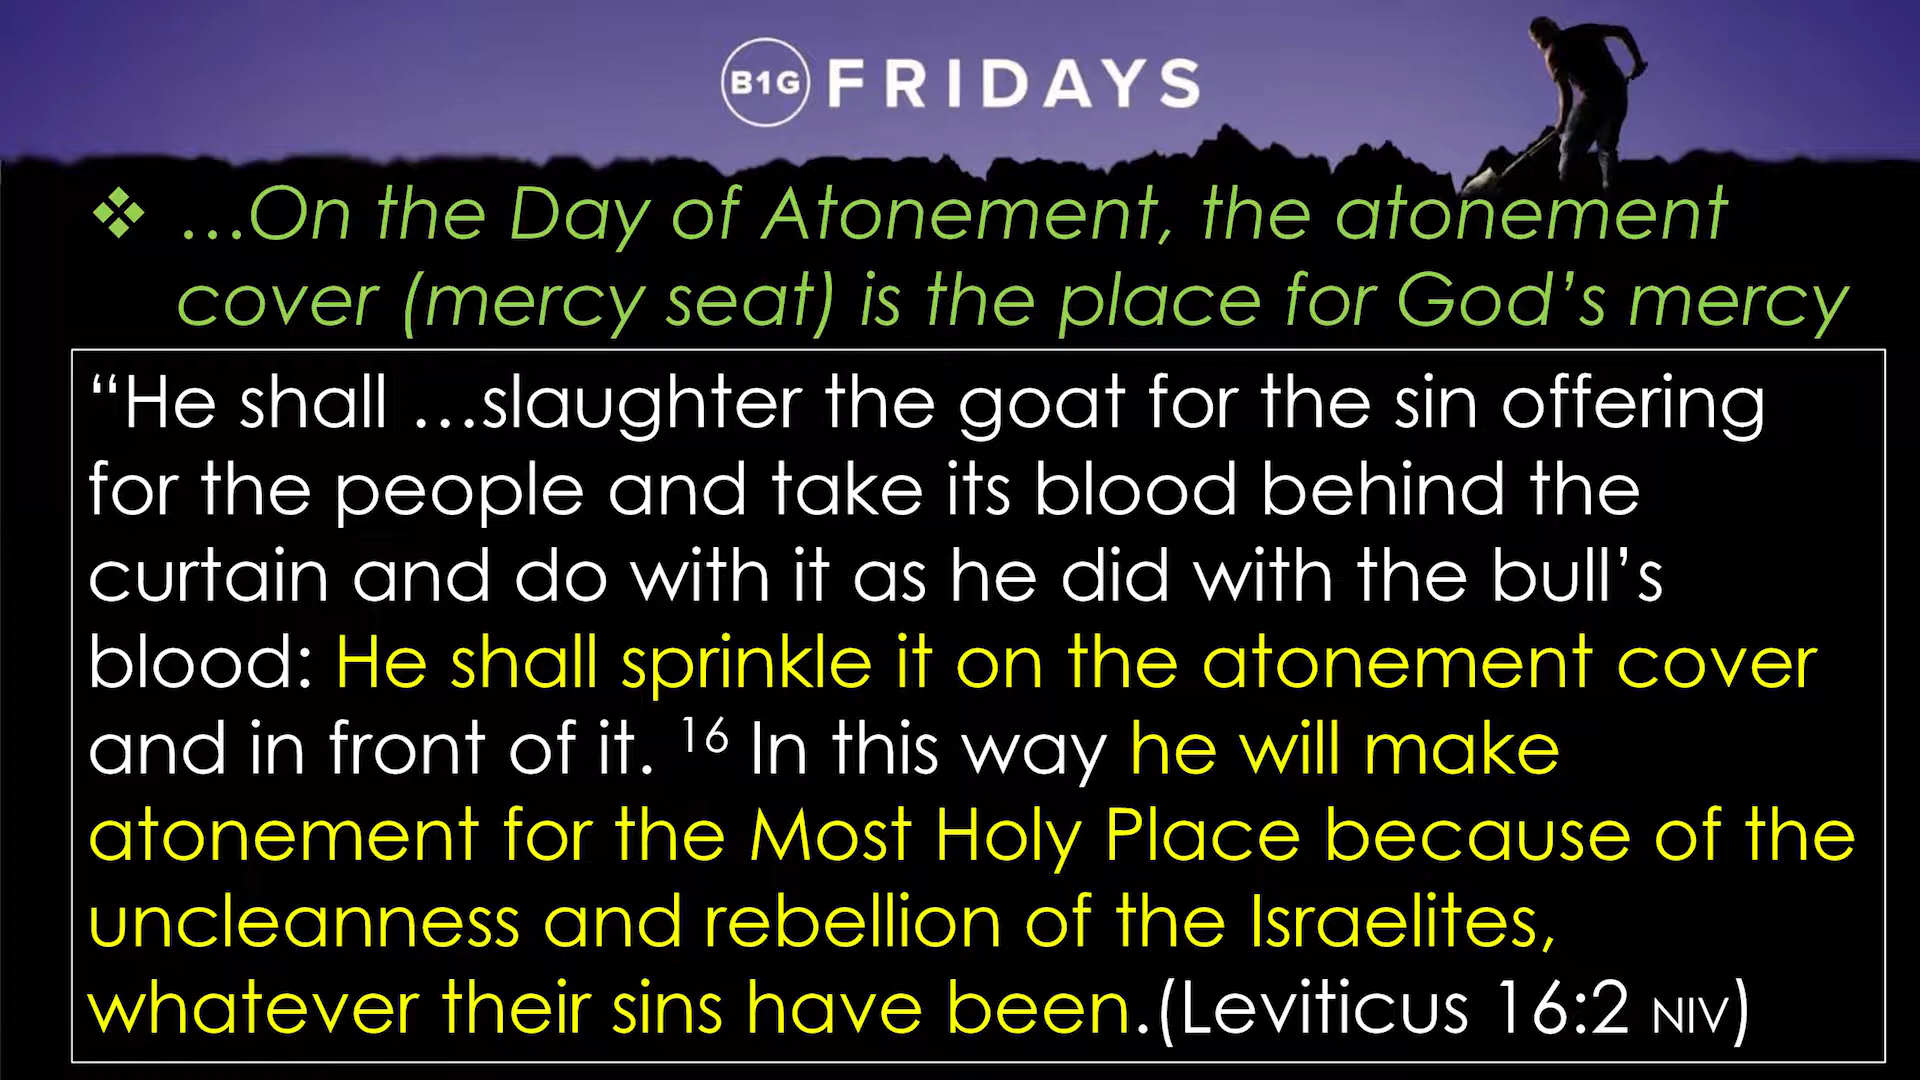 B1G FRIDAYS
❖ …On the Day of Atonement, the atonement
cover (mercy seat) is the place for God’s mercy
“He shall …slaughter the goat for the sin offering
for the people and take its blood behind the
curtain and do with it as he did with the bull’s
blood: He shall sprinkle it on the atonement cover
and in front of it. 16 In this way he will make
atonement for the Most Holy Place because of the
uncleanness and rebellion of the Israelites,
whatever their sins have been.(Leviticus 16:2 NIV)